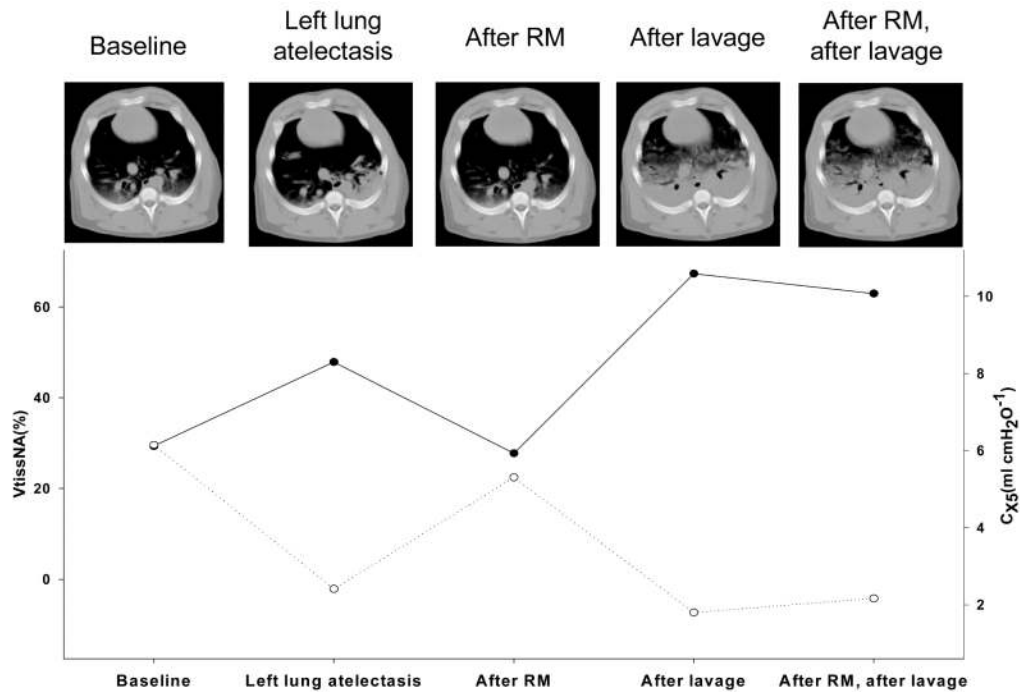 Baseline
Left lung
atelectasis
After RM
After lavage
After RM,
after lavage
VtissNA(%)
60
40
20
0
10
8
6
4
2
Cx5(ml cmH2O-1)
Baseline
Left lung atelectasis
After RM
After lavage
After RM, after lavage